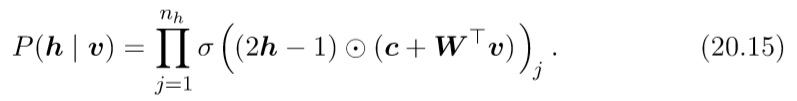 P(h | v) = ∏_{j=1}^{n_h} σ((2h − 1) ⊙ (c + W^⊤v))_j . (20.15)